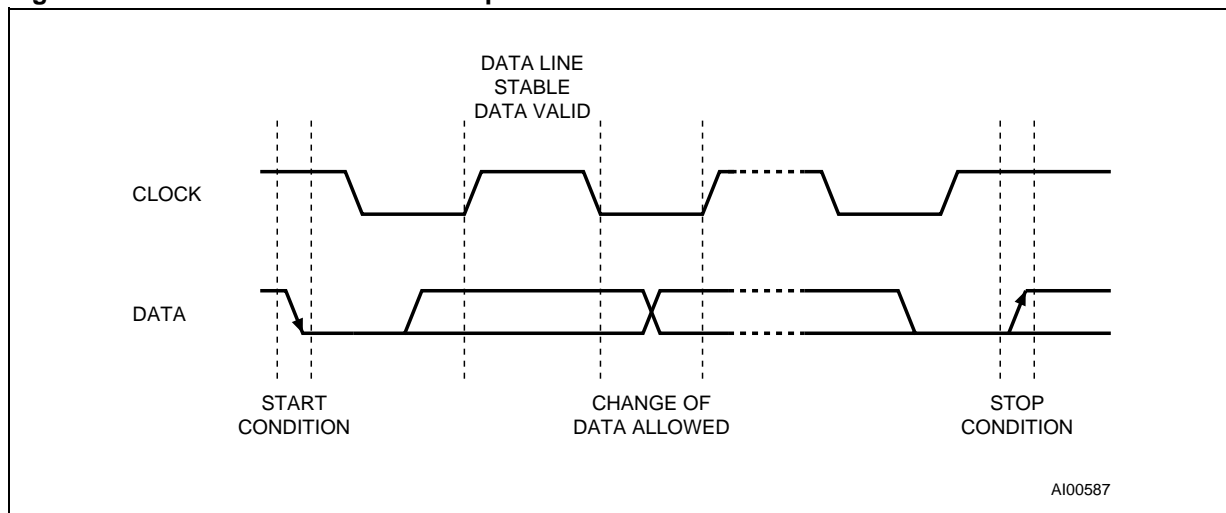 DATA LINE
STABLE
DATA VALID
CLOCK
DATA
START
CONDITION
CHANGE OF
DATA ALLOWED
STOP
CONDITION
AI00587